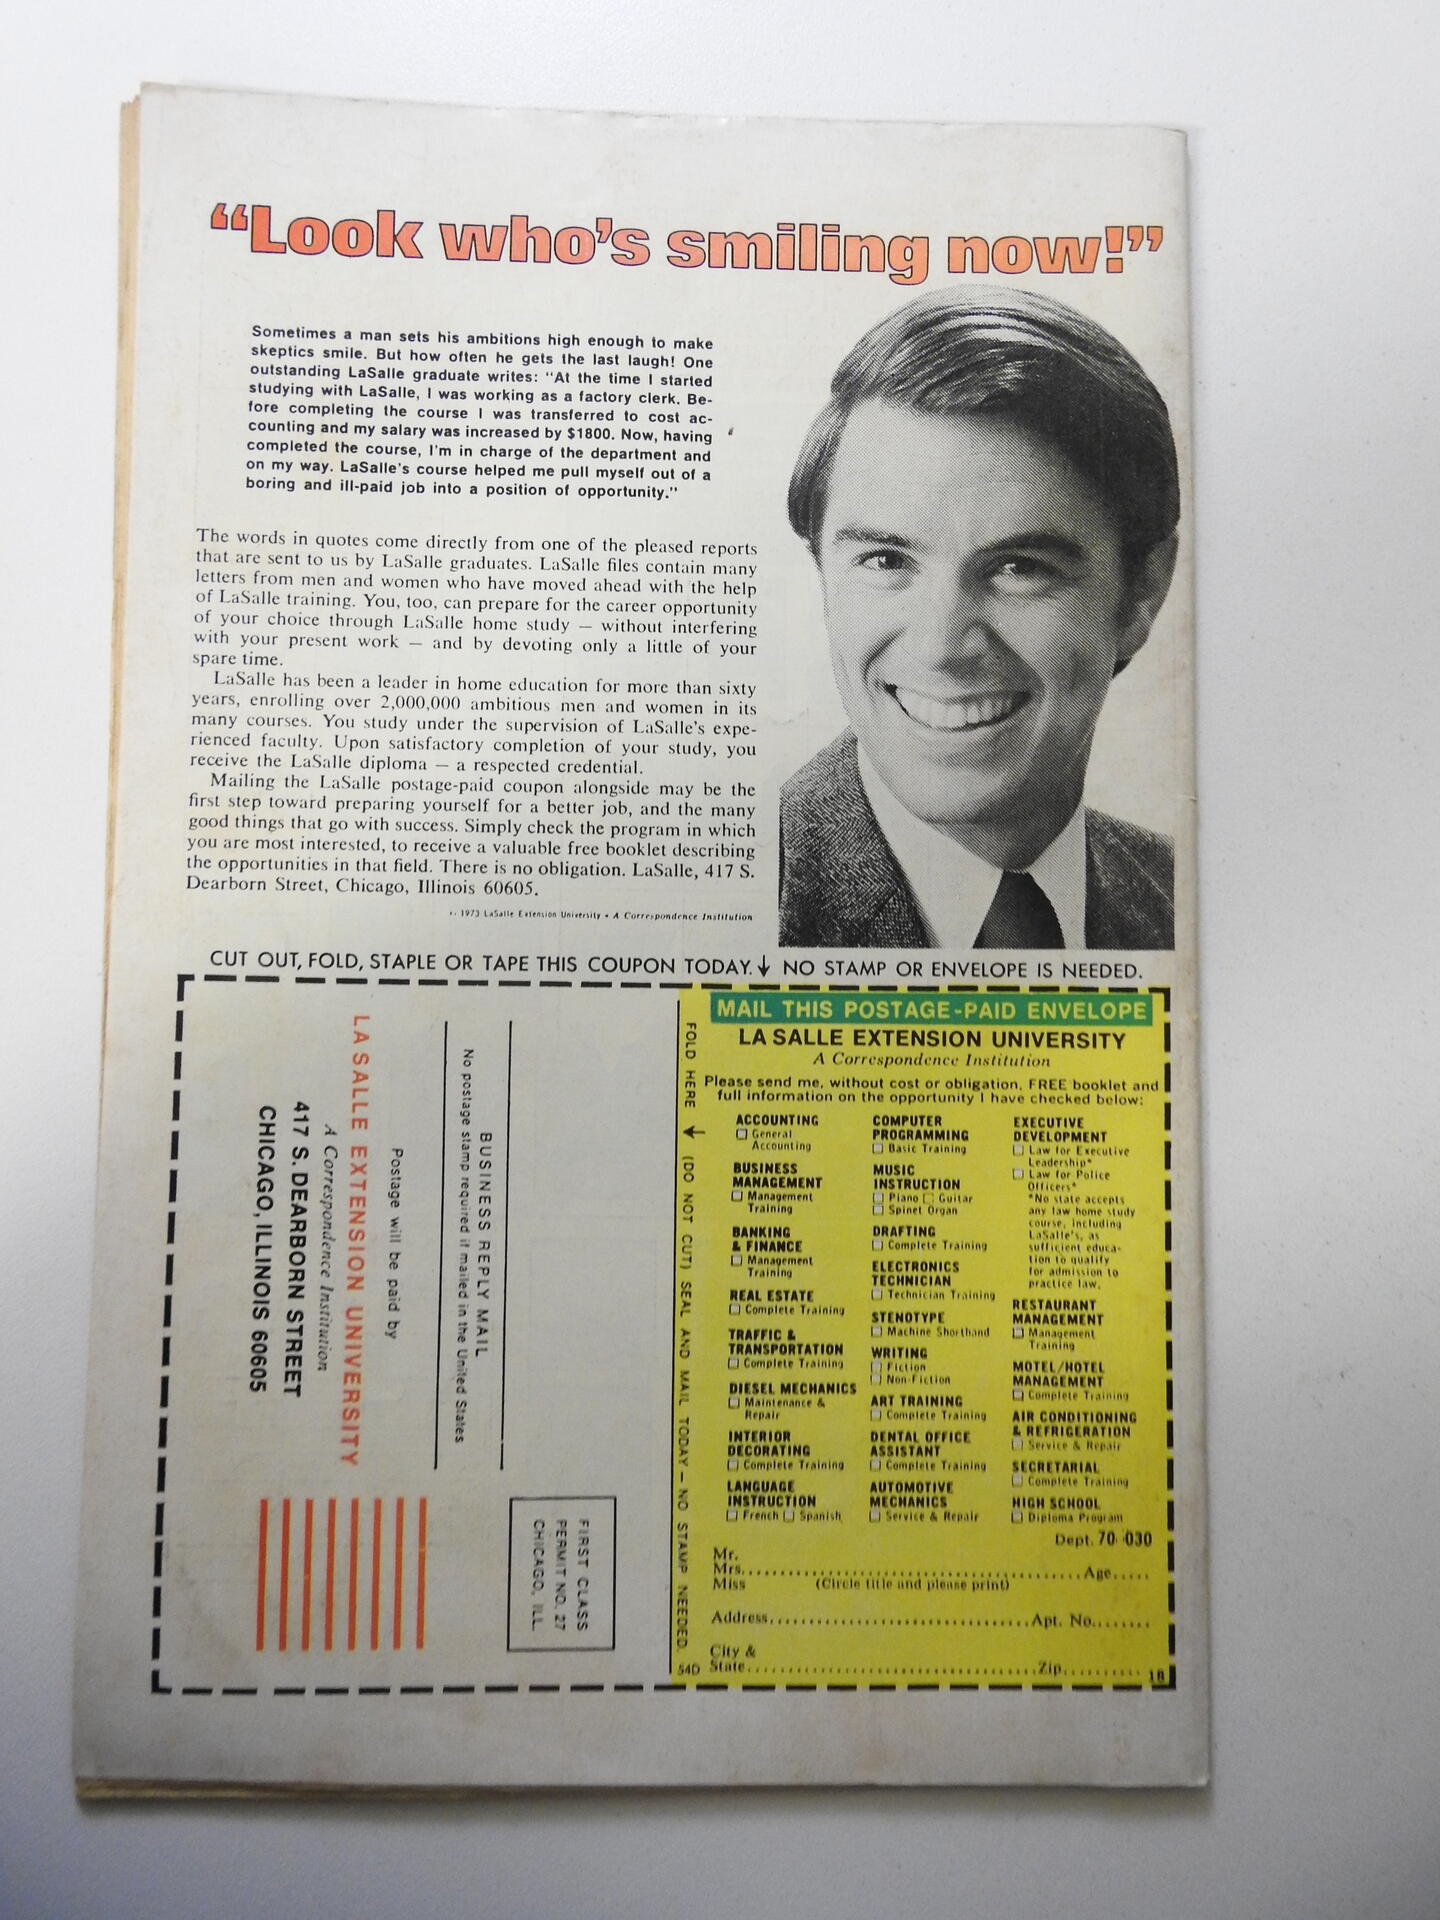 “Look who’s smiling now!”
Sometimes a man sets his ambitions high enough to make
skeptics smile. But how often he gets the last laugh! One
outstanding LaSalle graduate writes: "At the time I started
studying with LaSalle, I was working as a factory clerk. Be-
fore completing the course I was transferred to cost ac-
counting and my salary was increased by $1800. Now, having
completed the course, I'm in charge of the department and
on my way. LaSalle's course helped me pull myself out of a
boring and ill-paid job into a position of opportunity."
The words in quotes come directly from one of the pleased reports
that are sent to us by LaSalle graduates. LaSalle files contain many
letters from men and women who have moved ahead with the help
of LaSalle training. You, too, can prepare for the career opportunity
of your choice through LaSalle home study — without interfering
with your present work — and by devoting only a little of your
spare time.
LaSalle has been a leader in home education for more than sixty
years, enrolling over 2,000,000 ambitious men and women in its
many courses. You study under the supervision of LaSalle's expe-
rienced faculty. Upon satisfactory completion of your study, you
receive the LaSalle diploma — a respected credential.
Mailing the LaSalle postage-paid coupon alongside may be the
first step toward preparing yourself for a better job, and the many
good things that go with success. Simply check the program in which
you are most interested, to receive a valuable free booklet describing
the opportunities in that field. There is no obligation. LaSalle, 417 S.
Dearborn Street, Chicago, Illinois 60605.
1973 LaSalle Extension University • A Correspondence Institution
CUT OUT, FOLD, STAPLE OR TAPE THIS COUPON TODAY. ↓ NO STAMP OR ENVELOPE IS NEEDED.
FIRST CLASS
PERMIT NO. 27
CHICAGO, ILL.
BUSINESS REPLY MAIL
No postage stamp required if mailed in the United States
Postage will be paid by
LA SALLE EXTENSION UNIVERSITY
A Correspondence Institution
417 S. DEARBORN STREET
CHICAGO, ILLINOIS 60605
FOLD HERE → (DO NOT CUT) SEAL AND MAIL TODAY — NO STAMP NEEDED.
MAIL THIS POSTAGE-PAID ENVELOPE
LA SALLE EXTENSION UNIVERSITY
A Correspondence Institution
Please send me, without cost or obligation, FREE booklet and
full information on the opportunity I have checked below:
ACCOUNTING
☐ General
Accounting
BUSINESS
MANAGEMENT
☐ Management
Training
BANKING
& FINANCE
☐ Management
Training
REAL ESTATE
☐ Complete Training
TRAFFIC &
TRANSPORTATION
☐ Complete Training
DIESEL MECHANICS
☐ Maintenance &
Repair
INTERIOR
DECORATING
☐ Complete Training
LANGUAGE
INSTRUCTION
☐ French ☐ Spanish
COMPUTER
PROGRAMMING
☐ Basic Training
MUSIC
INSTRUCTION
☐ Piano ☐ Guitar
☐ Spinet Organ
DRAFTING
☐ Complete Training
ELECTRONICS
TECHNICIAN
☐ Technician Training
STENOTYPE
☐ Machine Shorthand
WRITING
☐ Fiction
☐ Non-Fiction
ART TRAINING
☐ Complete Training
DENTAL OFFICE
ASSISTANT
☐ Complete Training
AUTOMOTIVE
MECHANICS
☐ Service & Repair
EXECUTIVE
DEVELOPMENT
☐ Law for Executive
Leadership*
☐ Law for Police
Officers*
*No state accepts
any law home study
course, including
LaSalle's, as
sufficient educa-
tion to qualify
for admission to
practice law.
RESTAURANT
MANAGEMENT
☐ Management
Training
MOTEL/HOTEL
MANAGEMENT
☐ Complete Training
AIR CONDITIONING
& REFRIGERATION
☐ Service & Repair
SECRETARIAL
☐ Complete Training
HIGH SCHOOL
☐ Diploma Program
Dept. 70-030
Mr.
Mrs. Age
Miss (Circle title and please print)
Address Apt. No.
City &
State Zip
54D 18